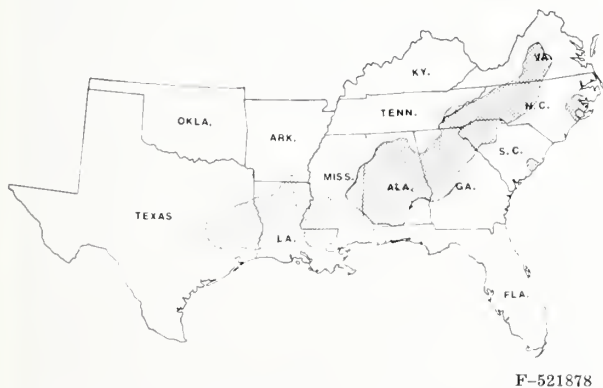 KY.
VA.
OKLA.
ARK.
TENN.
N.C.
S.C.
MISS.
ALA.
GA.
TEXAS
LA.
FLA.
F-521878